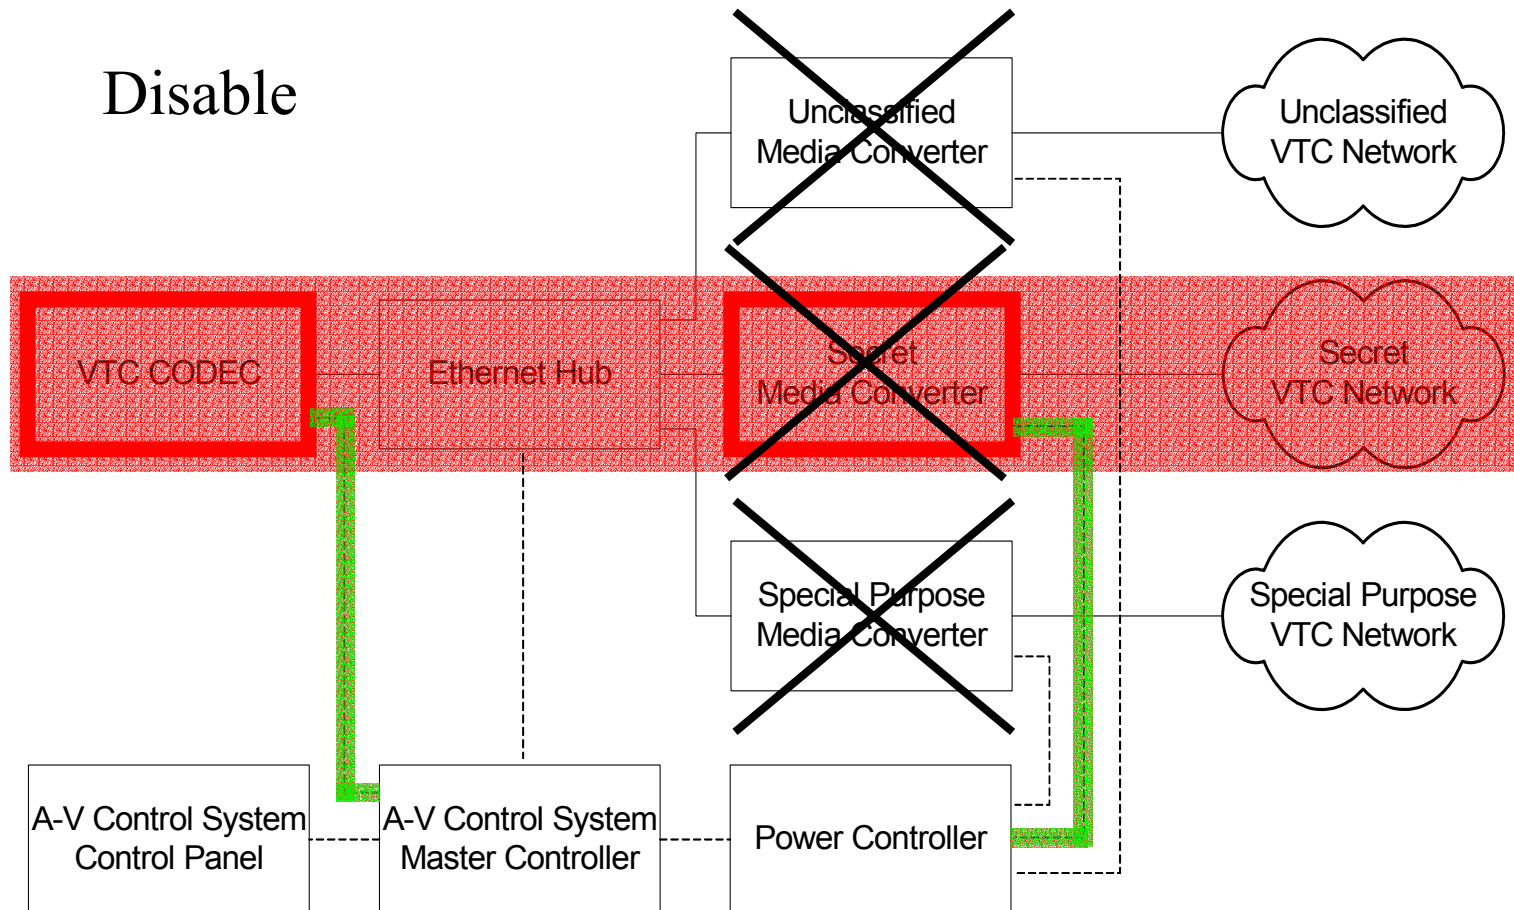 Disable
Unclassified
Media Converter
Unclassified
VTC Network
VTC CODEC
Ethernet Hub
Secret
Media Converter
Secret
VTC Network
Special Purpose
Media Converter
Special Purpose
VTC Network
A-V Control System
Control Panel
A-V Control System
Master Controller
Power Controller